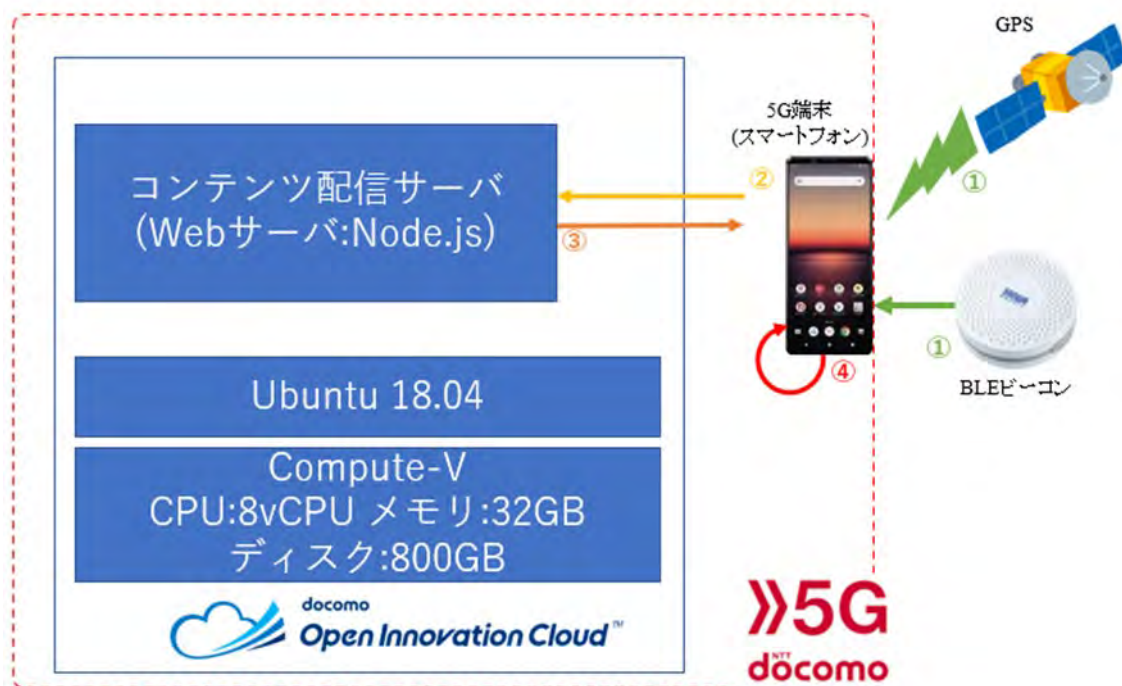 GPS
5G端末
(スマートフォン)
①
②
コンテンツ配信サーバ
(Webサーバ:Node.js)
③
①
④
BLEビーコン
Ubuntu 18.04
Compute-V
CPU:8vCPU メモリ:32GB
ディスク:800GB
docomo
Open Innovation Cloud™
5G
NTT
döcomo